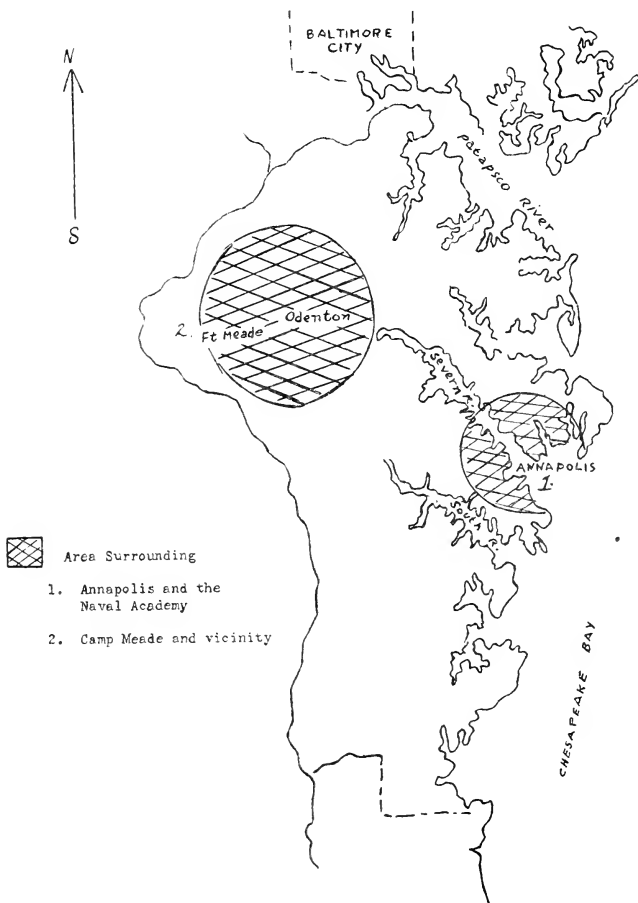 BALTIMORE
CITY
N
S
Patapsco River
2. Ft Meade Odenton
Severn R.
ANNAPOLIS
1.
South R.
CHESAPEAKE BAY
Area Surrounding
1. Annapolis and the
Naval Academy
2. Camp Meade and vicinity